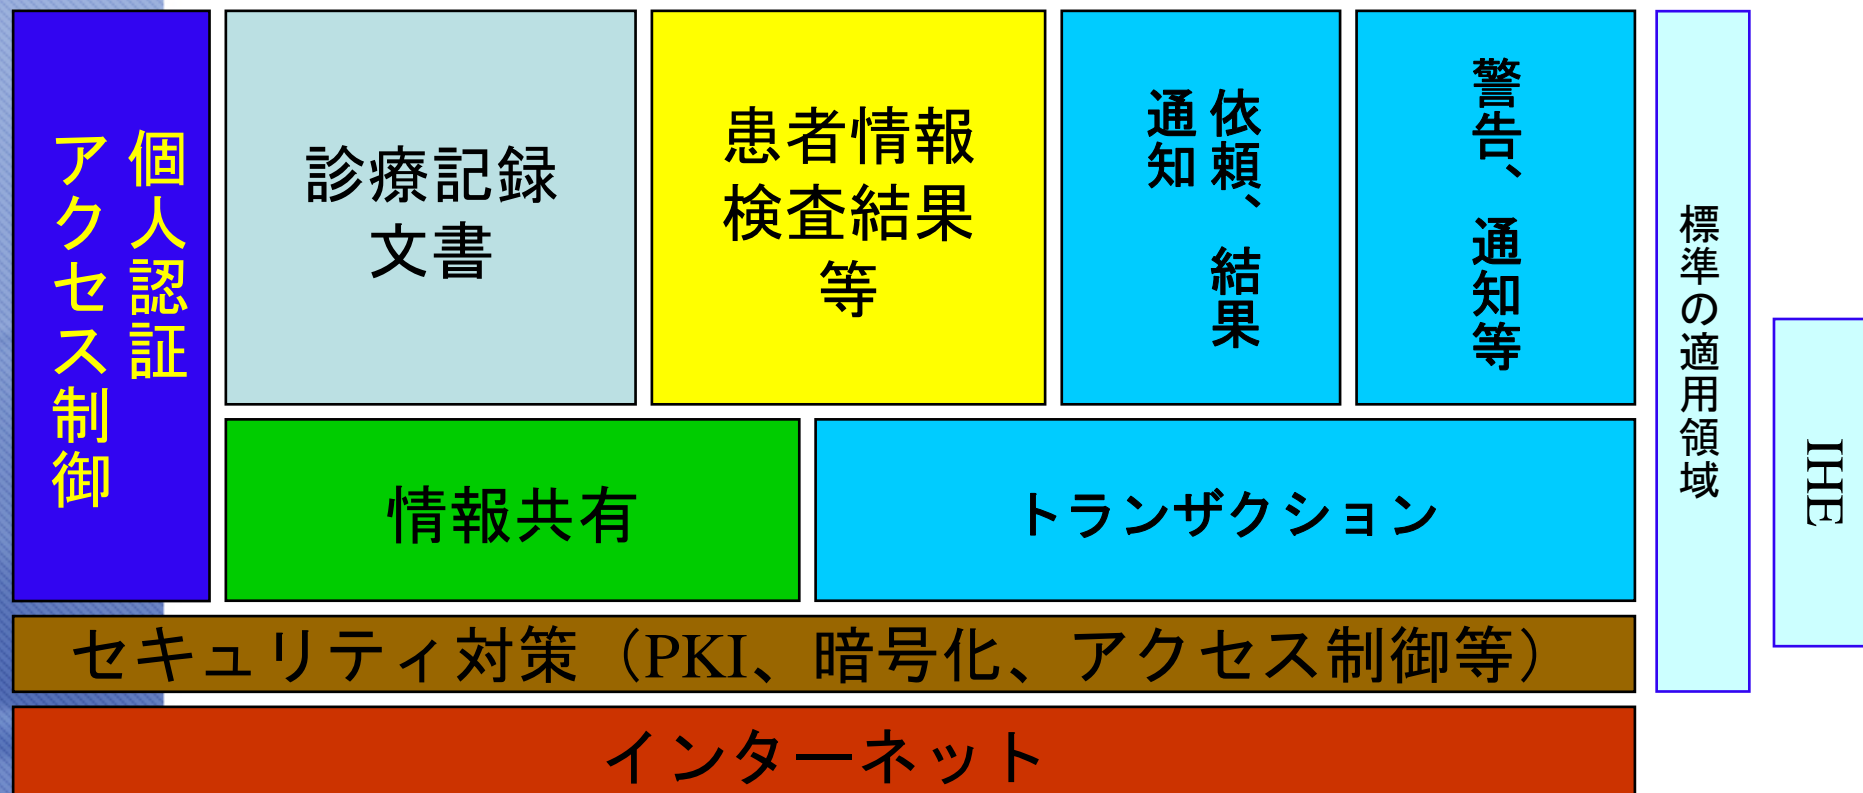 個人認証
アクセス制御
診療記録
文書
患者情報
検査結果
等
依頼、結果
通知
警告、通知等
標準の適用領域
IHE
情報共有
トランザクション
セキュリティ対策（PKI、暗号化、アクセス制御等）
インターネット